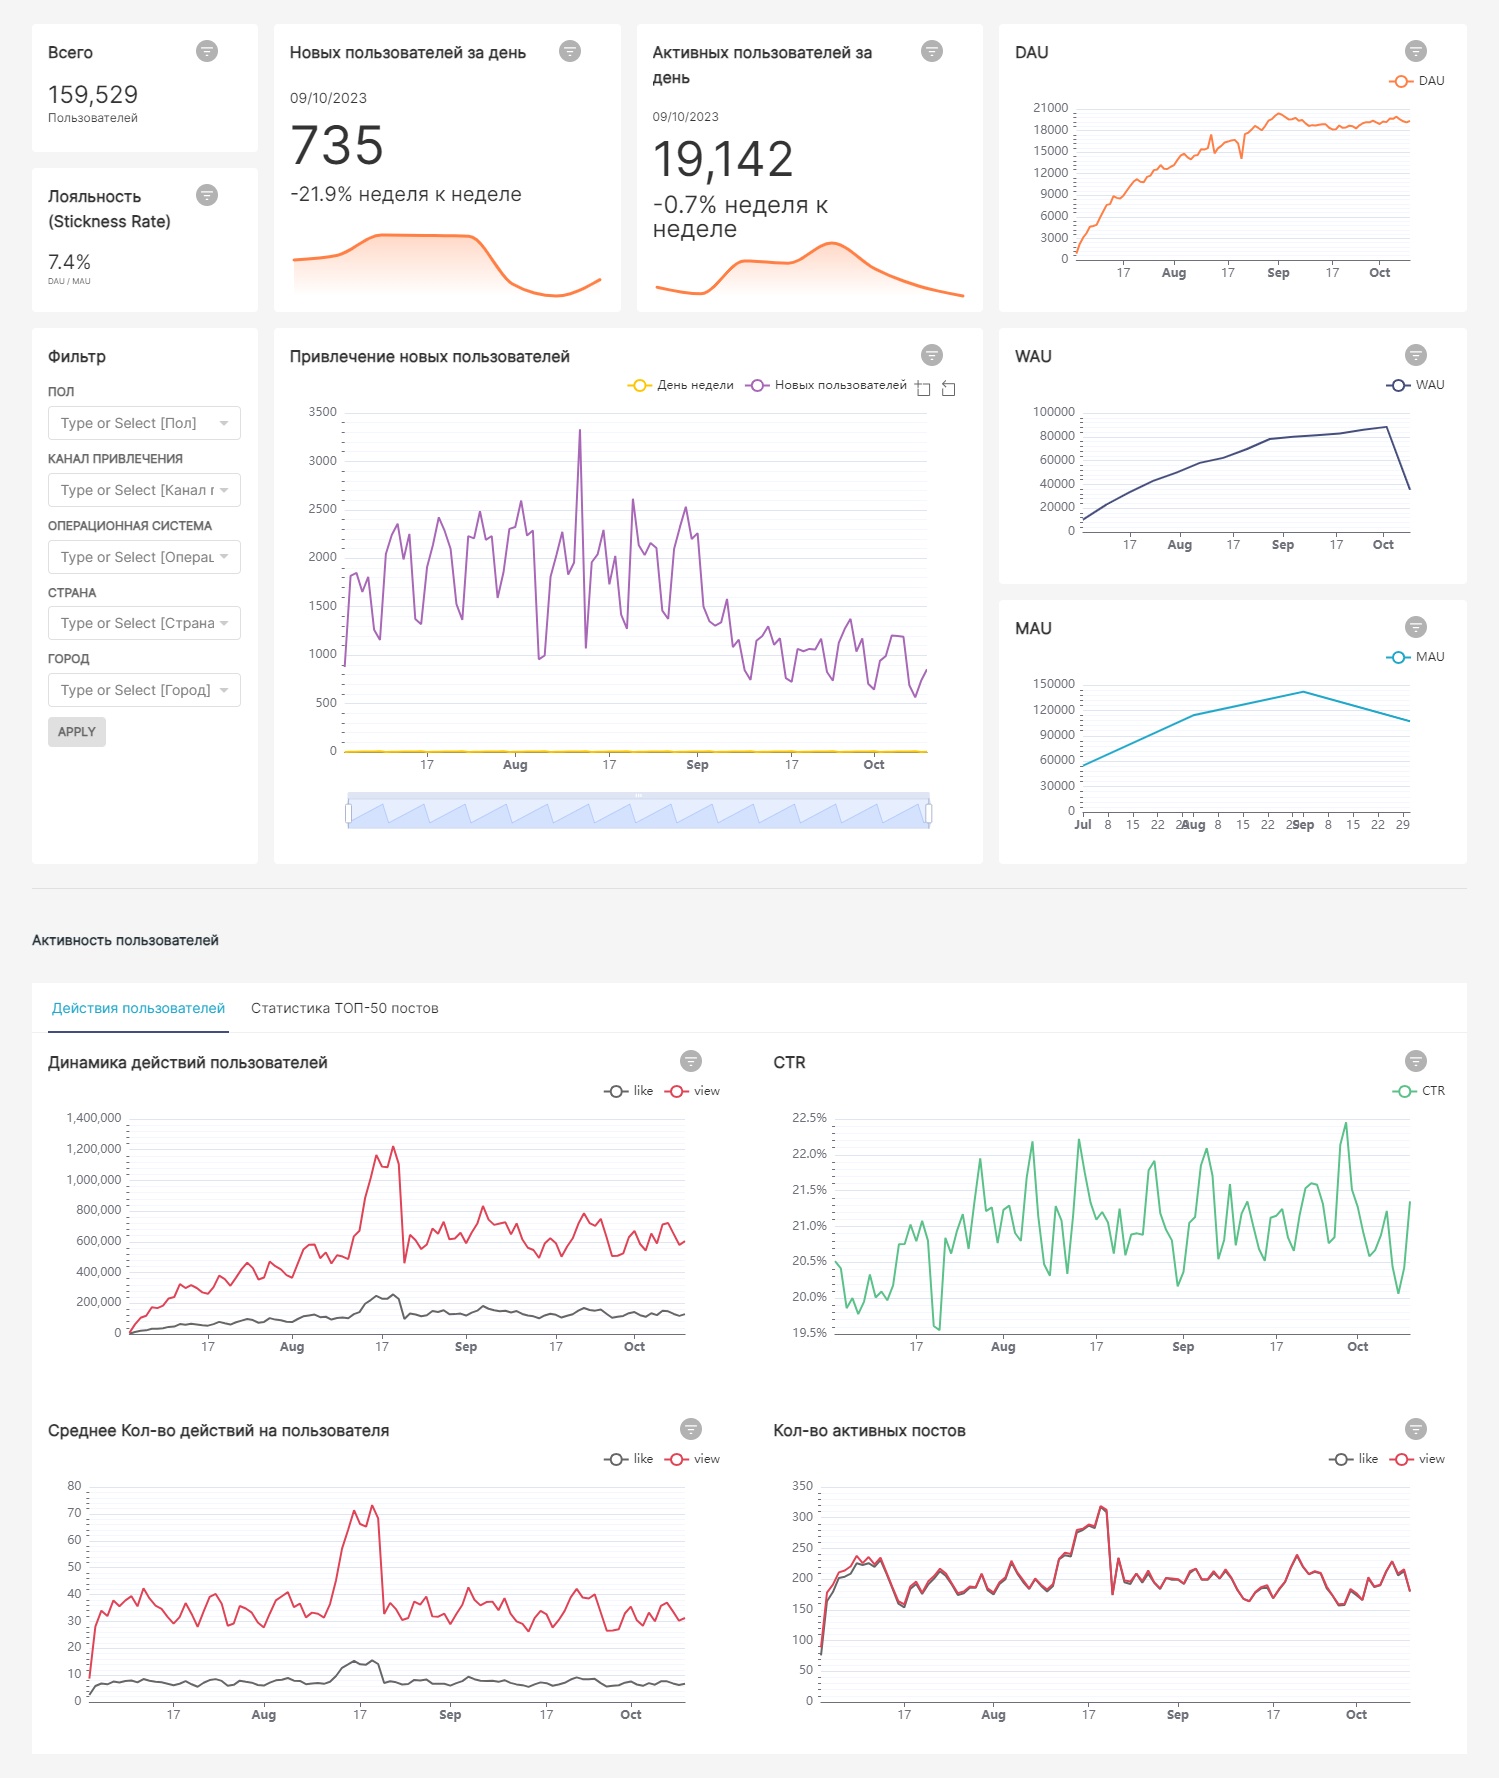 Всего
159,529
Пользователей
Новых пользователей за день
09/10/2023
735
-21.9% неделя к неделе
Активных пользователей за
день
09/10/2023
19,142
-0.7% неделя к
неделе
DAU
DAU
21000
18000
15000
12000
9000
6000
3000
0
17 Aug 17 Sep 17 Oct
Лояльность
(Stickness Rate)
7.4%
DAU / MAU
Фильтр
ПОЛ
Type or Select [Пол]
КАНАЛ ПРИВЛЕЧЕНИЯ
Type or Select [Канал г
ОПЕРАЦИОННАЯ СИСТЕМА
Type or Select [Операц
СТРАНА
Type or Select [Страна
ГОРОД
Type or Select [Город]
APPLY
Привлечение новых пользователей
День недели Новых пользователей
3500
3000
2500
2000
1500
1000
500
0
17 Aug 17 Sep 17 Oct
WAU
WAU
100000
80000
60000
40000
20000
0
17 Aug 17 Sep 17 Oct
MAU
MAU
150000
120000
90000
60000
30000
0
Jul 8 15 22 29 Aug 8 15 22 29 Sep 8 15 22 29
Активность пользователей
Действия пользователей Статистика ТОП-50 постов
Динамика действий пользователей
like view
1,400,000
1,200,000
1,000,000
800,000
600,000
400,000
200,000
0
17 Aug 17 Sep 17 Oct
CTR
CTR
22.5%
22.0%
21.5%
21.0%
20.5%
20.0%
19.5%
17 Aug 17 Sep 17 Oct
Среднее Кол-во действий на пользователя
like view
80
70
60
50
40
30
20
10
0
17 Aug 17 Sep 17 Oct
Кол-во активных постов
like view
350
300
250
200
150
100
50
0
17 Aug 17 Sep 17 Oct